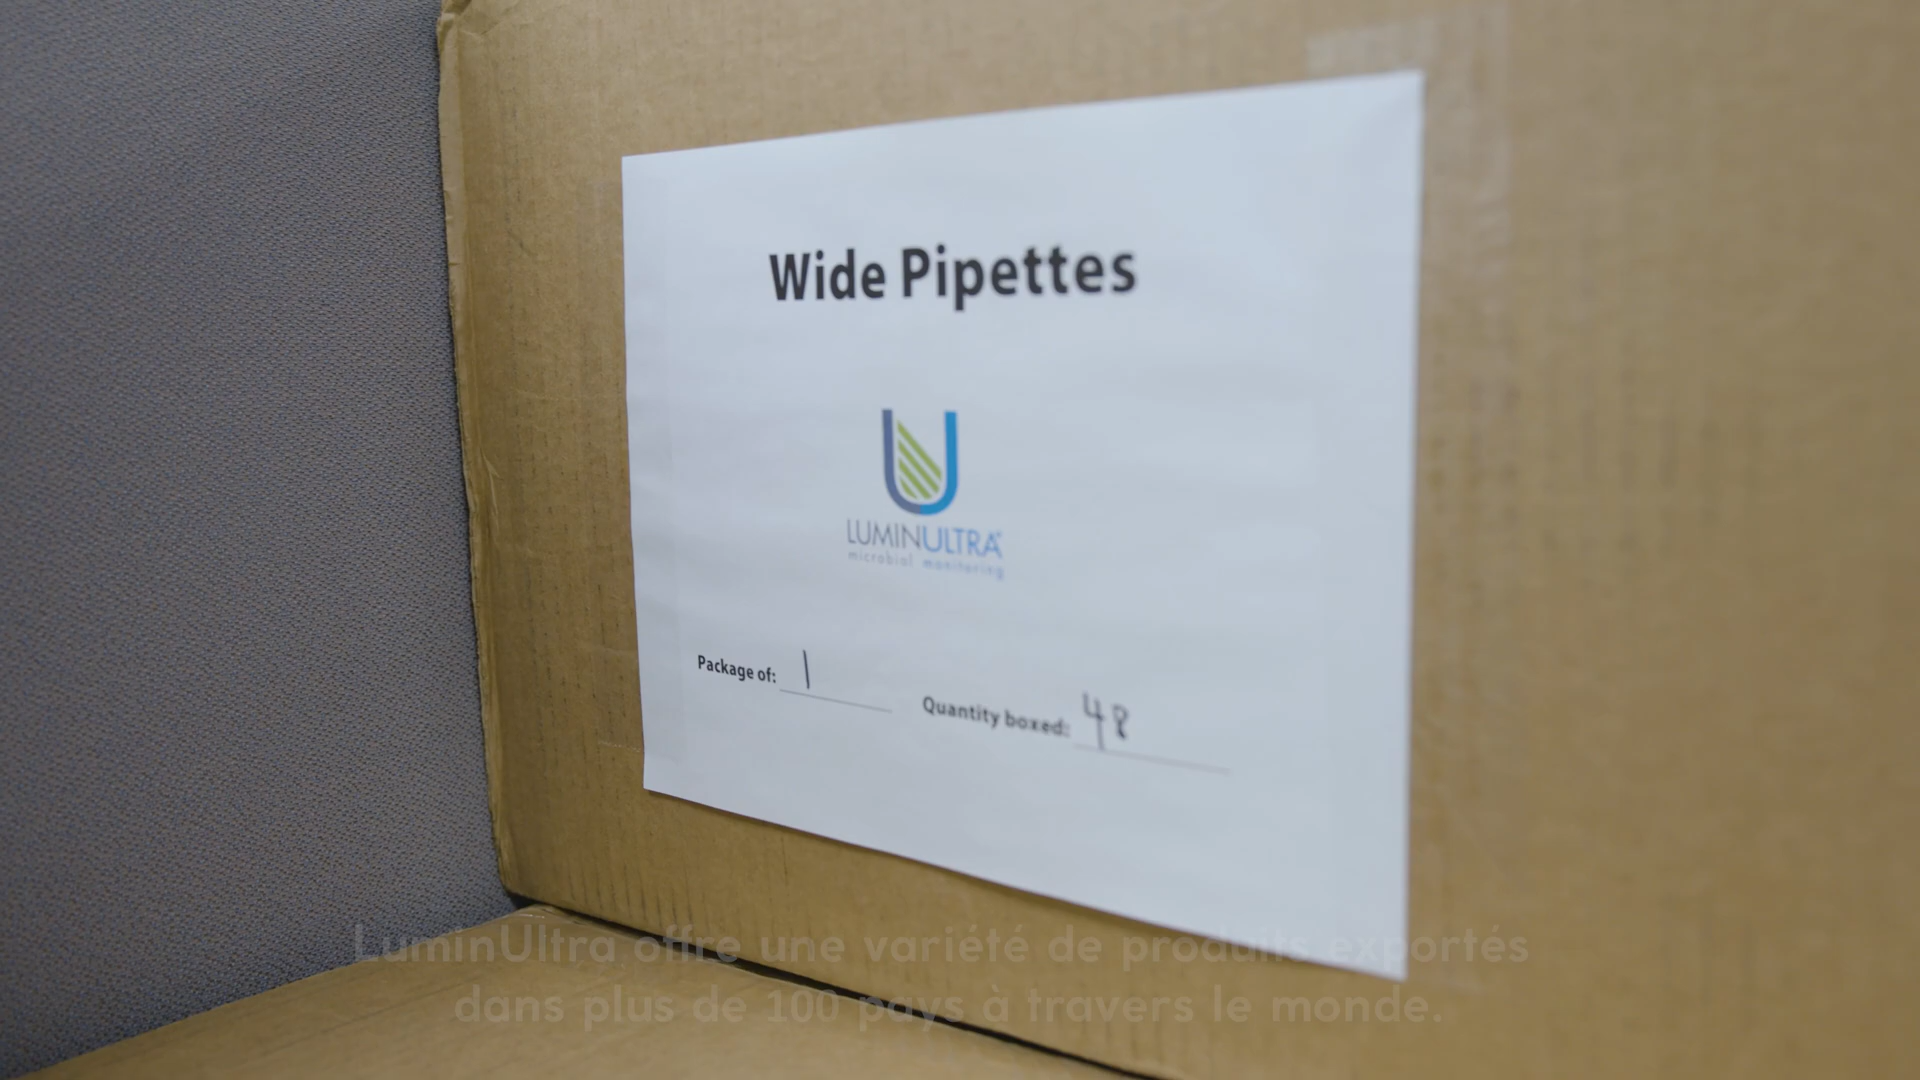 Wide Pipettes
LUMINULTRA
microbial monitoring
Package of: 1
Quantity boxed: 48
LuminUltra offre une variété de produits exportés
dans plus de 100 pays à travers le monde.